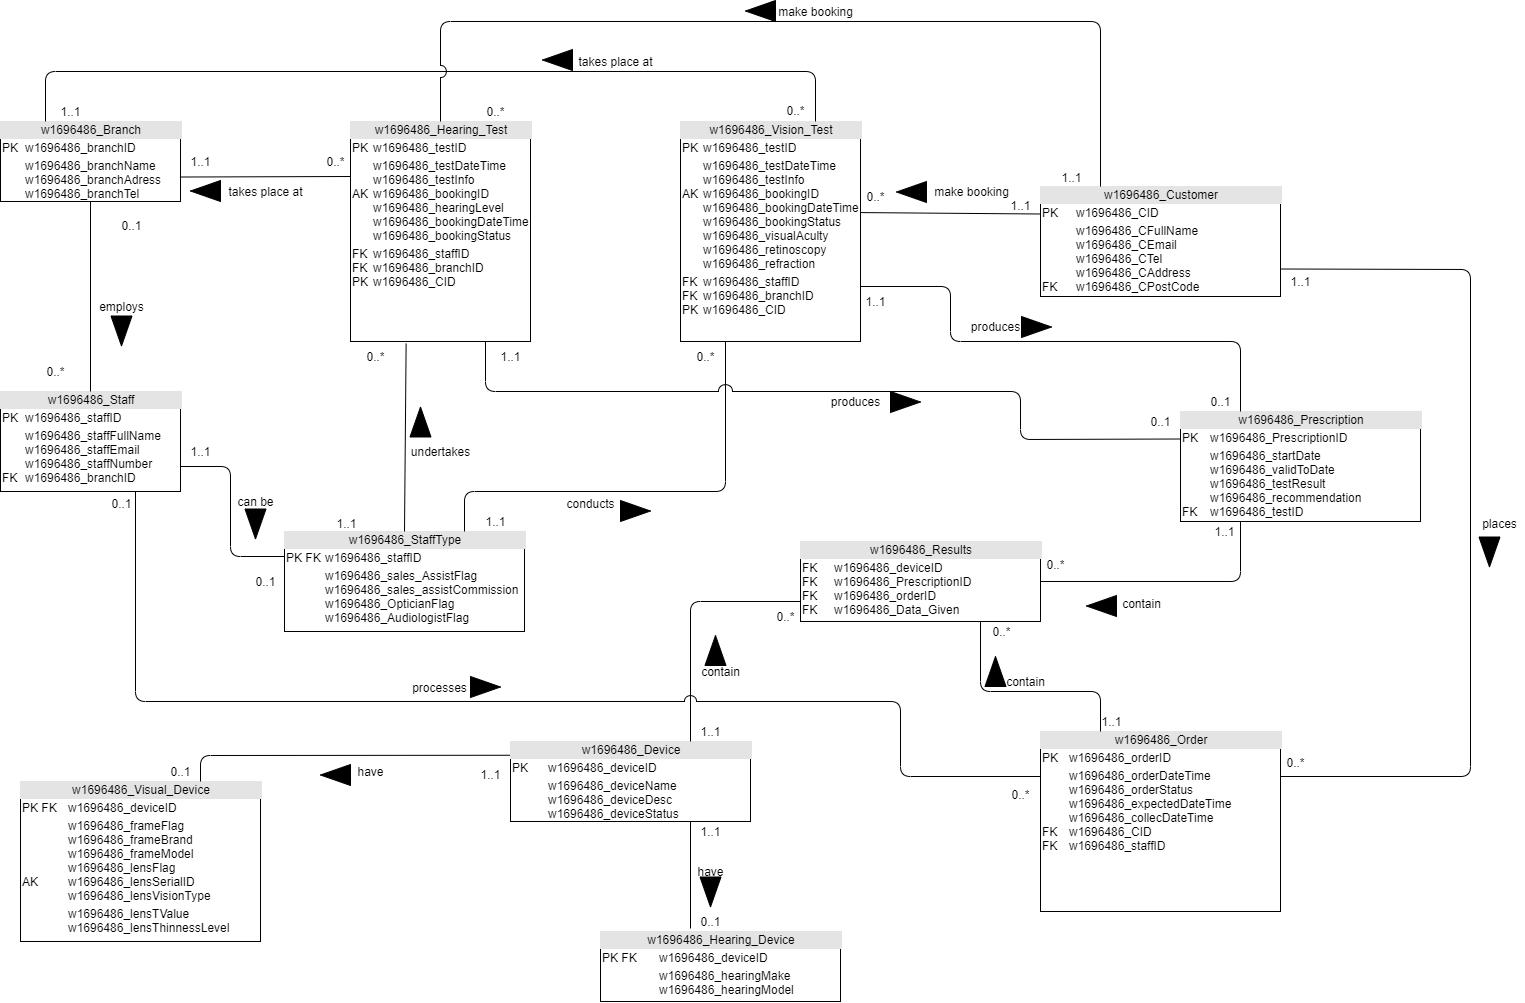 make booking
takes place at
1..1
0..*
0..*
w1696486_Branch
PK w1696486_branchID
w1696486_branchName
w1696486_branchAdress
w1696486_branchTel
1..1
0..*
takes place at
w1696486_Hearing_Test
PK w1696486_testID
w1696486_testDateTime
w1696486_testInfo
AK w1696486_bookingID
w1696486_hearingLevel
w1696486_bookingDateTime
w1696486_bookingStatus
FK w1696486_staffID
FK w1696486_branchID
PK w1696486_CID
w1696486_Vision_Test
PK w1696486_testID
w1696486_testDateTime
w1696486_testInfo
AK w1696486_bookingID
w1696486_bookingDateTime
w1696486_bookingStatus
w1696486_visualAculty
w1696486_retinoscopy
w1696486_refraction
FK w1696486_staffID
FK w1696486_branchID
PK w1696486_CID
0..*
make booking
1..1
1..1
w1696486_Customer
PK w1696486_CID
w1696486_CFullName
w1696486_CEmail
w1696486_CTel
w1696486_CAddress
FK w1696486_CPostCode
1..1
0..1
employs
0..*
0..*
1..1
0..*
1..1
produces
produces
0..1
0..1
w1696486_Staff
PK w1696486_staffID
w1696486_staffFullName
w1696486_staffEmail
w1696486_staffNumber
FK w1696486_branchID
1..1
0..1
can be
0..1
undertakes
conducts
1..1
1..1
w1696486_StaffType
PK FK w1696486_staffID
w1696486_sales_AssistFlag
w1696486_sales_assistCommission
w1696486_OpticianFlag
w1696486_AudiologistFlag
w1696486_Prescription
PK w1696486_PrescriptionID
w1696486_startDate
w1696486_validToDate
w1696486_testResult
w1696486_recommendation
FK w1696486_testID
1..1
places
w1696486_Results
FK w1696486_deviceID
FK w1696486_PrescriptionID
FK w1696486_orderID
FK w1696486_Data_Given
0..*
contain
0..*
0..*
contain
contain
processes
1..1
1..1
0..*
0..*
w1696486_Device
PK w1696486_deviceID
w1696486_deviceName
w1696486_deviceDesc
w1696486_deviceStatus
1..1
have
0..1
w1696486_Order
PK w1696486_orderID
w1696486_orderDateTime
w1696486_orderStatus
w1696486_expectedDateTime
w1696486_collecDateTime
FK w1696486_CID
FK w1696486_staffID
w1696486_Visual_Device
PK FK w1696486_deviceID
w1696486_frameFlag
w1696486_frameBrand
w1696486_frameModel
w1696486_lensFlag
AK w1696486_lensSerialID
w1696486_lensVisionType
w1696486_lensTValue
w1696486_lensThinnessLevel
1..1
have
0..1
w1696486_Hearing_Device
PK FK w1696486_deviceID
w1696486_hearingMake
w1696486_hearingModel